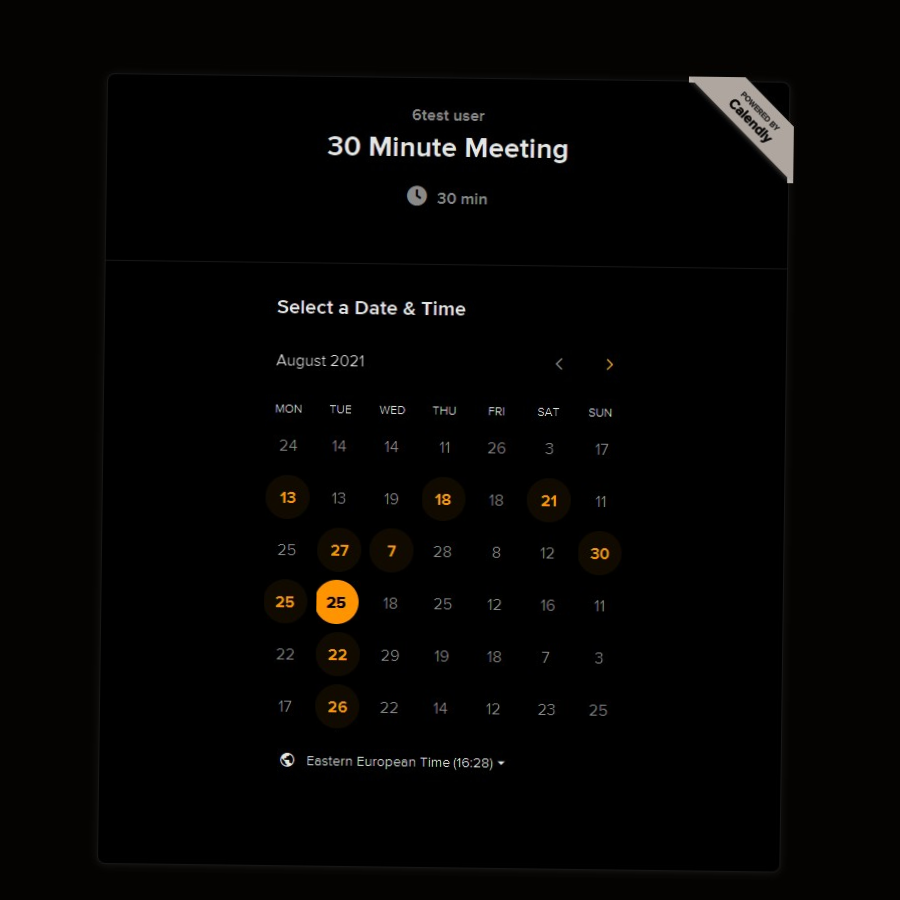 POWERED BY
Calendly
6test user
30 Minute Meeting
30 min
Select a Date & Time
August 2021
MON TUE WED THU FRI SAT SUN
24 14 14 11 26 3 17
13 13 19 18 18 21 11
25 27 7 28 8 12 30
25 25 18 25 12 16 11
22 22 29 19 18 7 3
17 26 22 14 12 23 25
Eastern European Time (16:28)